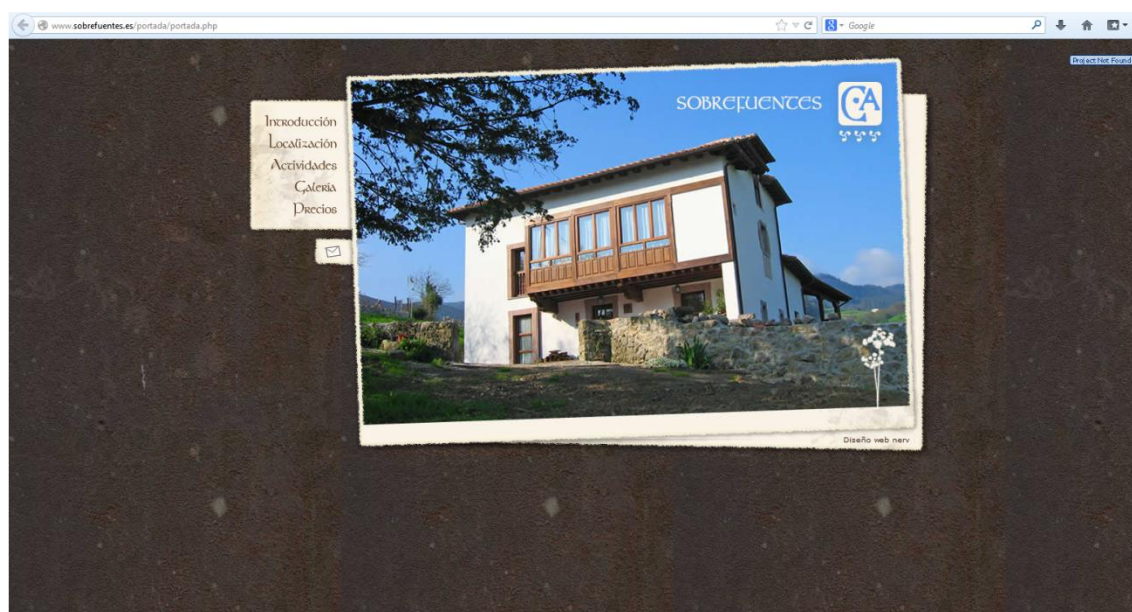 www.sobrefuentes.es/portada/portada.php
Google
Project Not Found
SOBREFUENTES
CA
Introducción
Localización
Actividades
Galería
Precios
Diseño web nerv